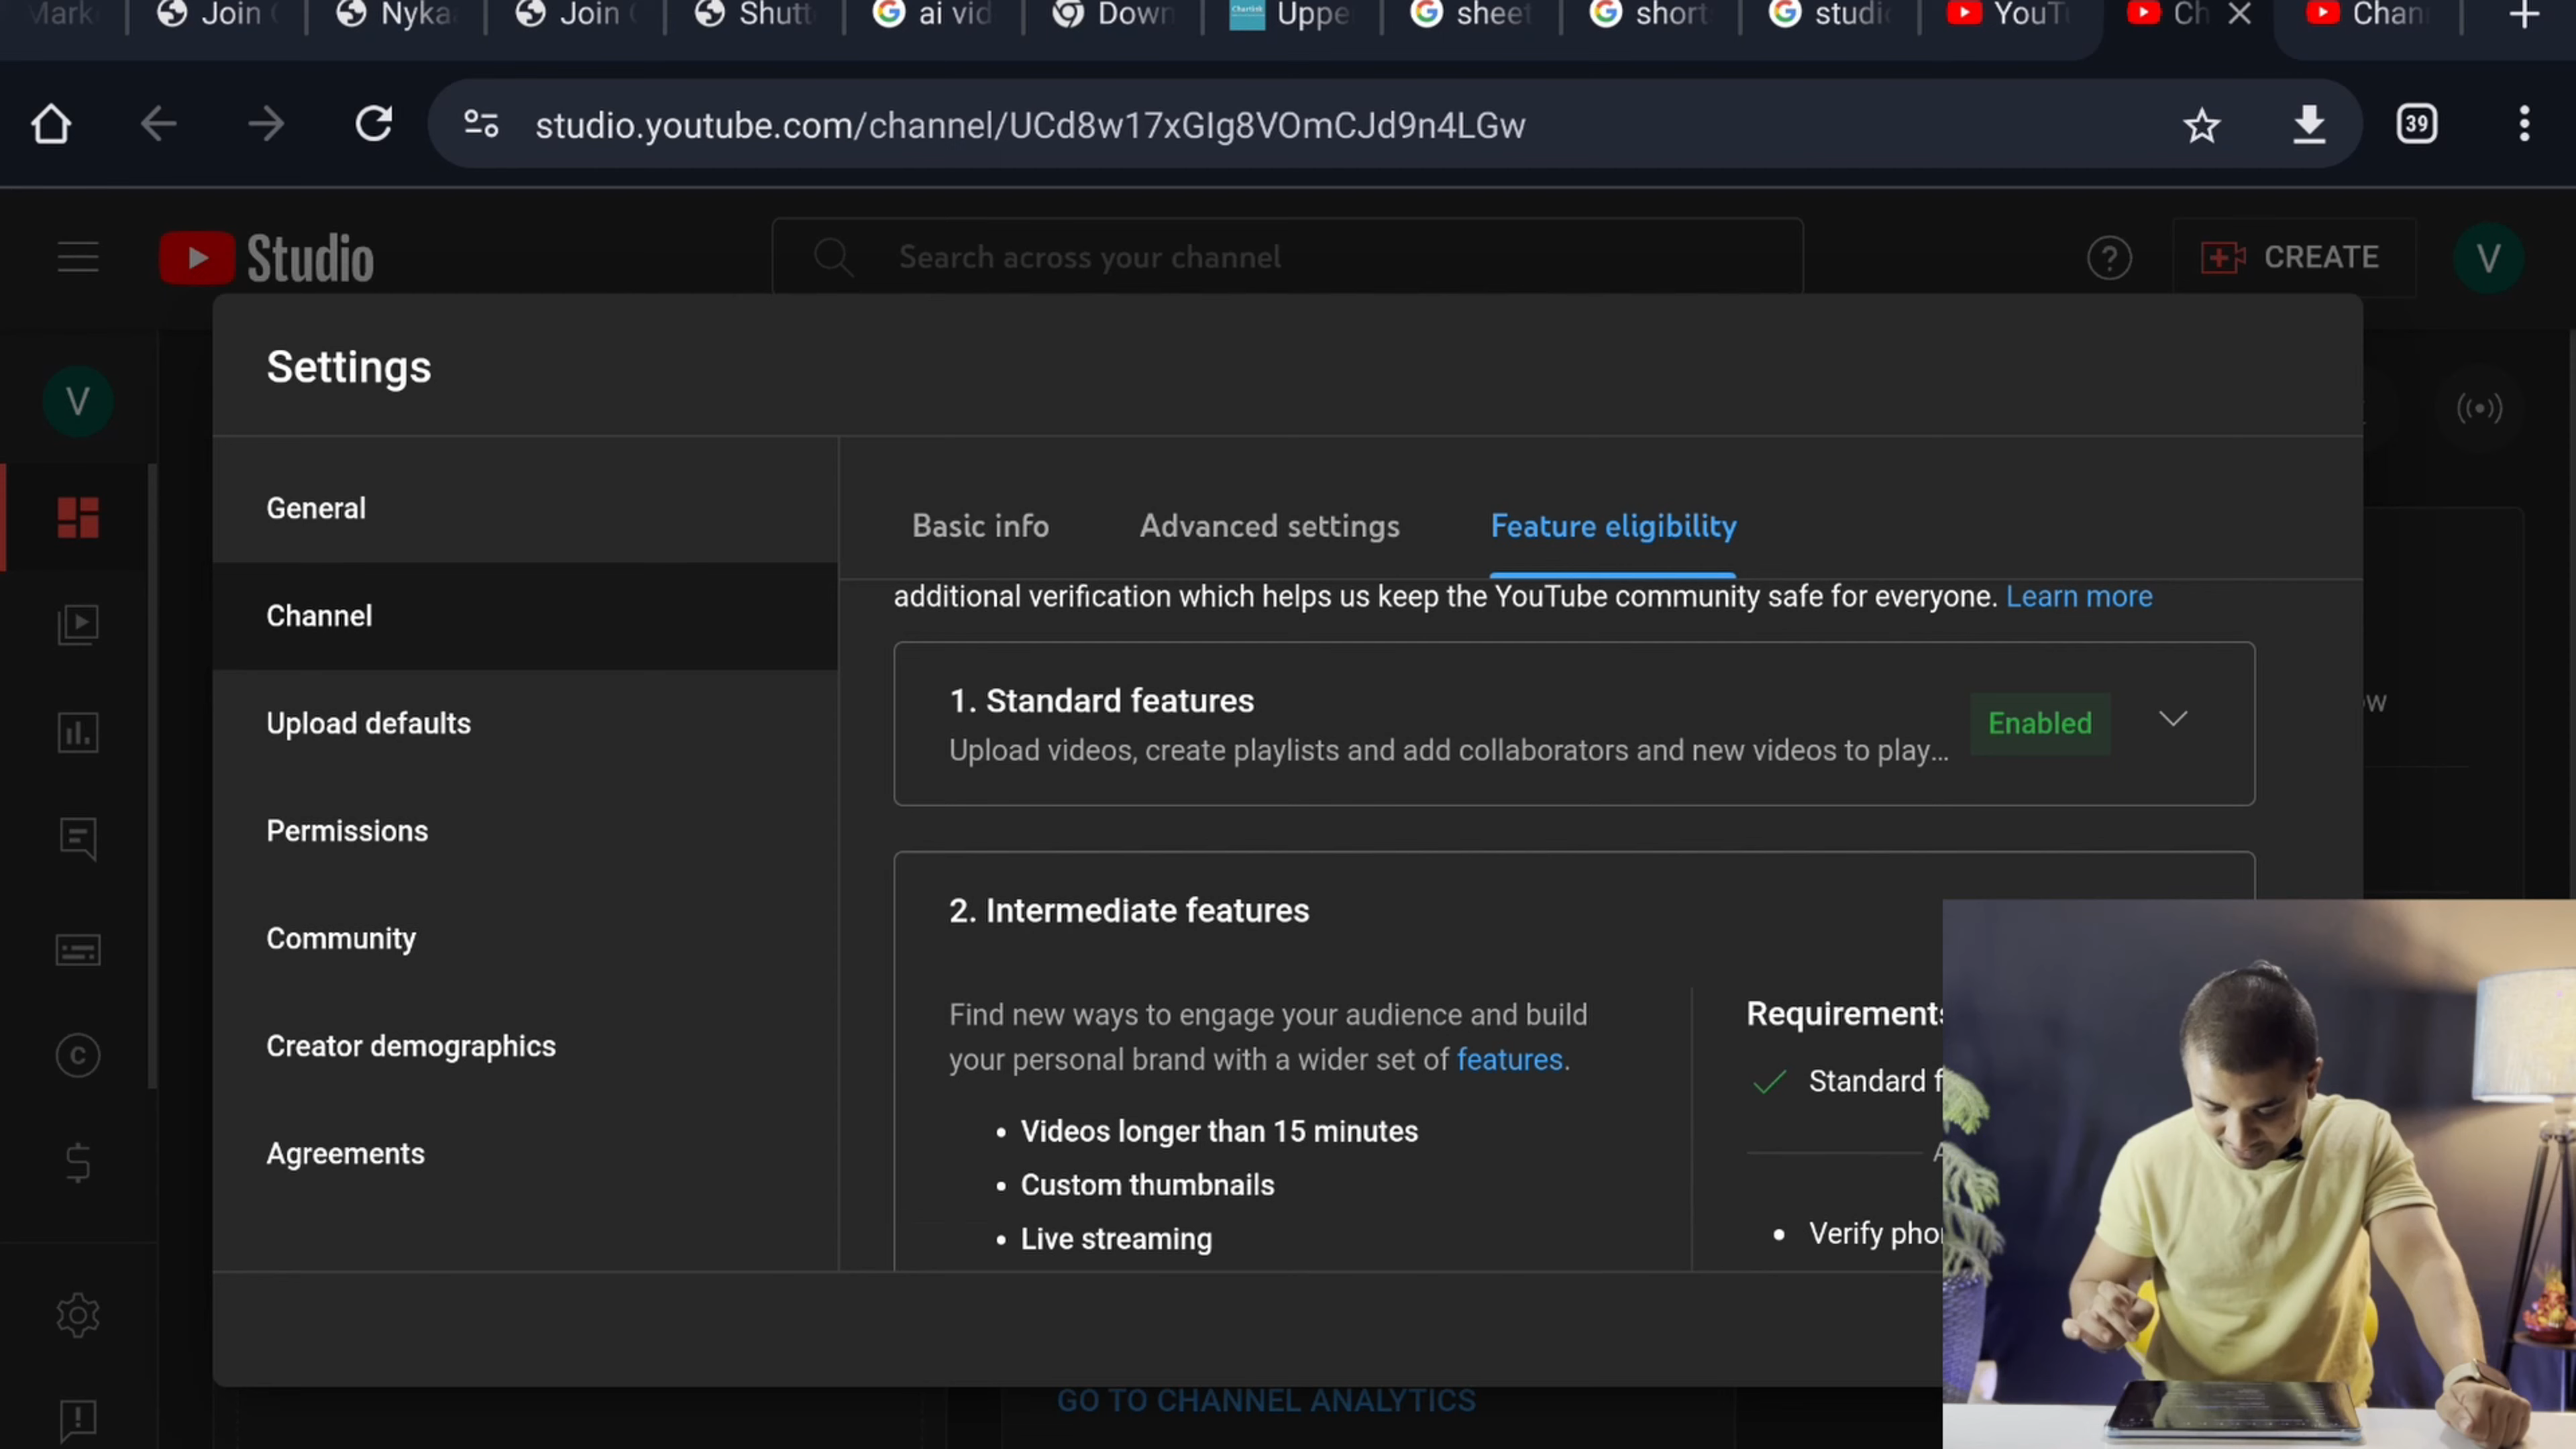 Mark
Join
Nyka
Join
Shutt
ai vid
Down
Chartink
Uppe
sheet
short
studi
YouT
Ch
Chan
studio.youtube.com/channel/UCd8w17xGIg8VOmCJd9n4LGw
39
Studio
Search across your channel
CREATE
V
Settings
V
General
Basic info
Advanced settings
Feature eligibility
additional verification which helps us keep the YouTube community safe for everyone. Learn more
Channel
1. Standard features
Upload videos, create playlists and add collaborators and new videos to play...
Enabled
Upload defaults
Permissions
2. Intermediate features
Community
Find new ways to engage your audience and build
your personal brand with a wider set of features.
Requirements
Standard f
Creator demographics
• Videos longer than 15 minutes
Agreements
• Custom thumbnails
• Live streaming
• Verify pho
GO TO CHANNEL ANALYTICS